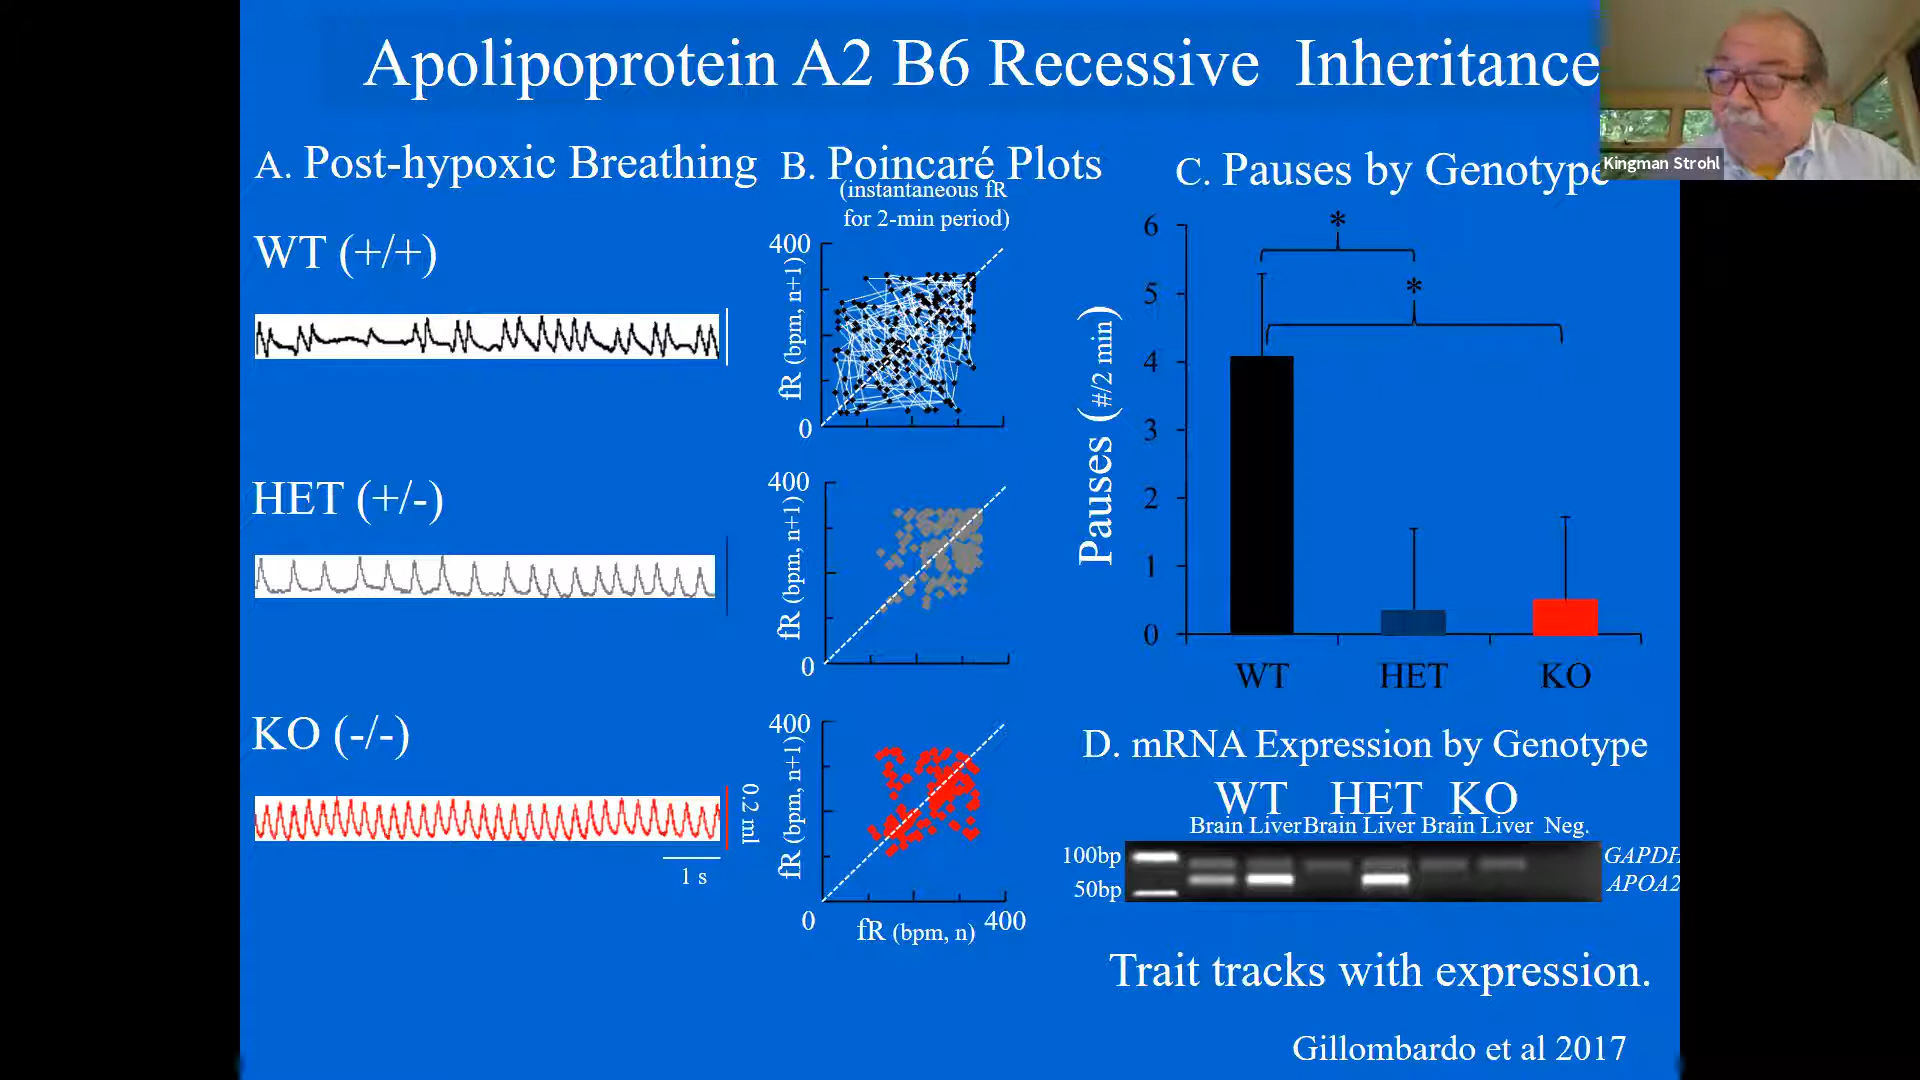 Apolipoprotein A2 B6 Recessive Inheritance
Kingman Strohl
A. Post-hypoxic Breathing
B. Poincaré Plots
(instantaneous fR
for 2-min period)
C. Pauses by Genotype
WT (+/+)
400
fR (bpm, n+1)
0
HET (+/-)
400
fR (bpm, n+1)
0
KO (-/-)
0.2 ml
1 s
400
fR (bpm, n+1)
0
fR (bpm, n)
400
Pauses (#/2 min)
6
5
4
3
2
1
0
*
*
WT HET KO
D. mRNA Expression by Genotype
WT HET KO
Brain Liver Brain Liver Brain Liver Neg.
100bp
50bp
GAPDH
APOA2
Trait tracks with expression.
Gillombardo et al 2017